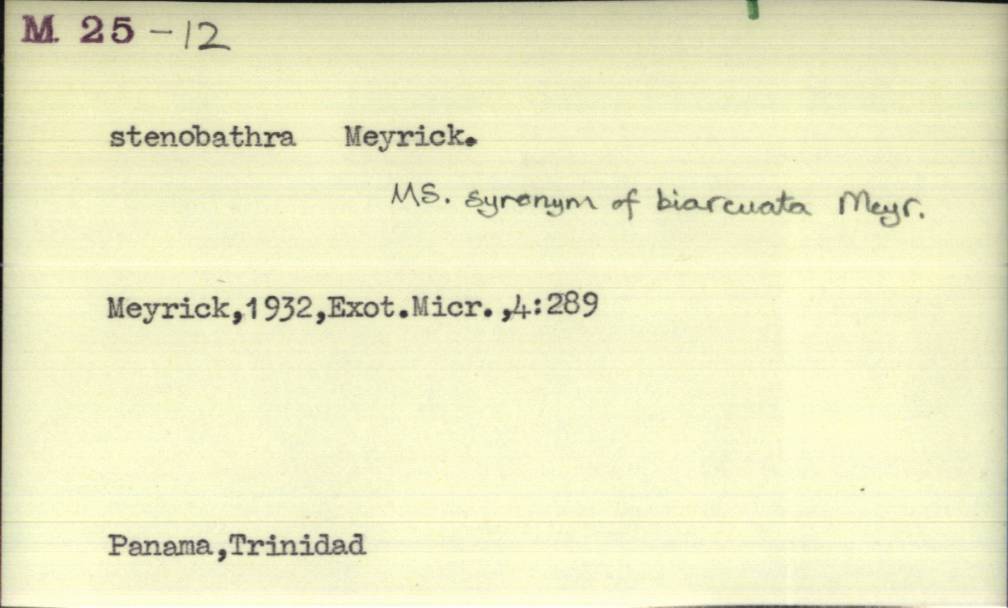 M. 25 - 12
stenobathra Meyrick.
MS. synonym of biarcuata Meyr.
Meyrick,1932,Exot.Micr.,4:289
Panama,Trinidad